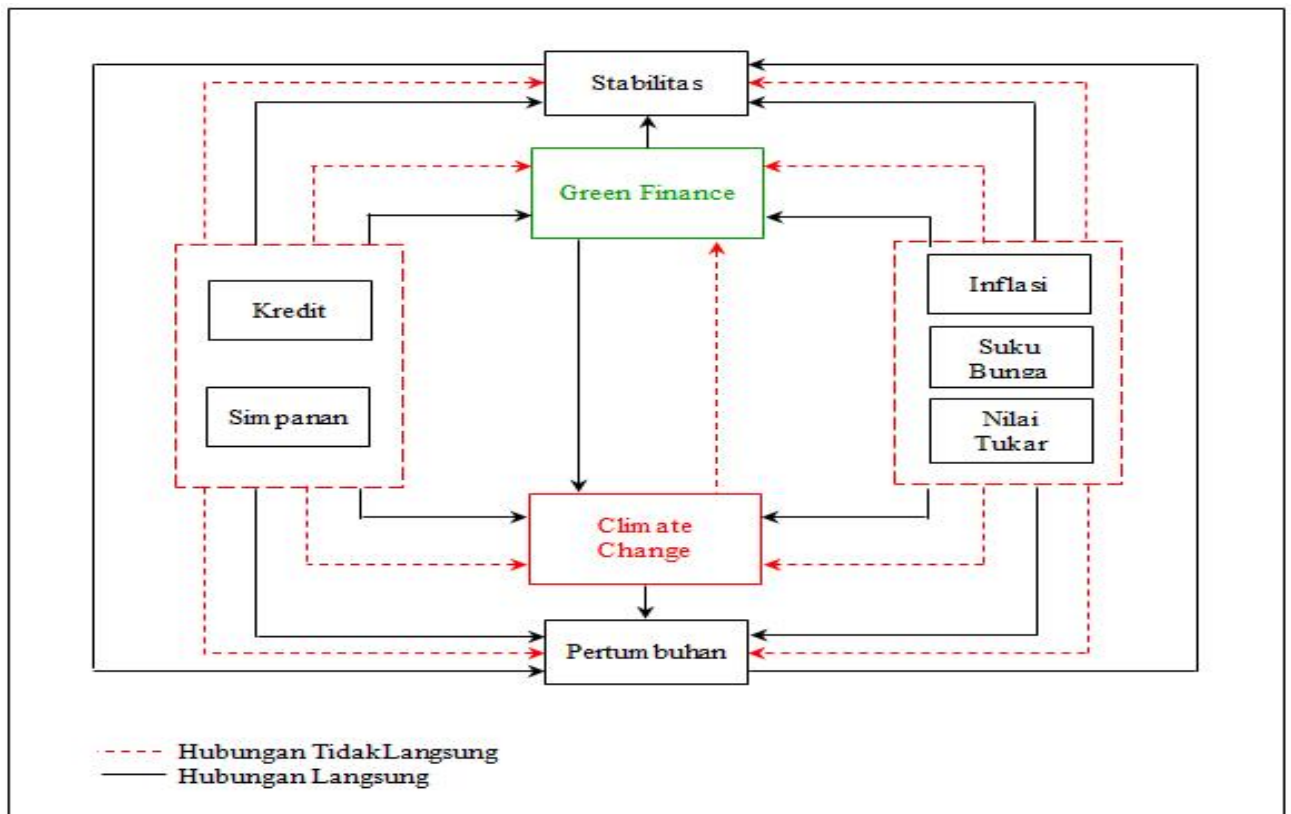 Stabilitas
Green Finance
Kredit
Simpanan
Inflasi
Suku
Bunga
Nilai
Tukar
Climate
Change
Pertumbuhan
Hubungan TidakLangsung
Hubungan Langsung